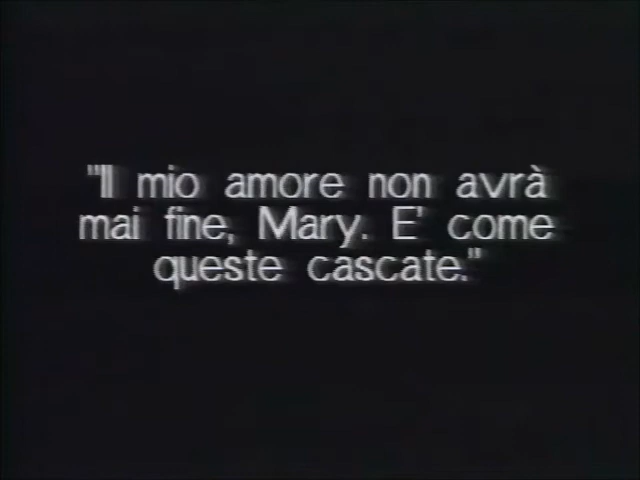 "Il mio amore non avrà
mai fine, Mary. E' come
queste cascate."